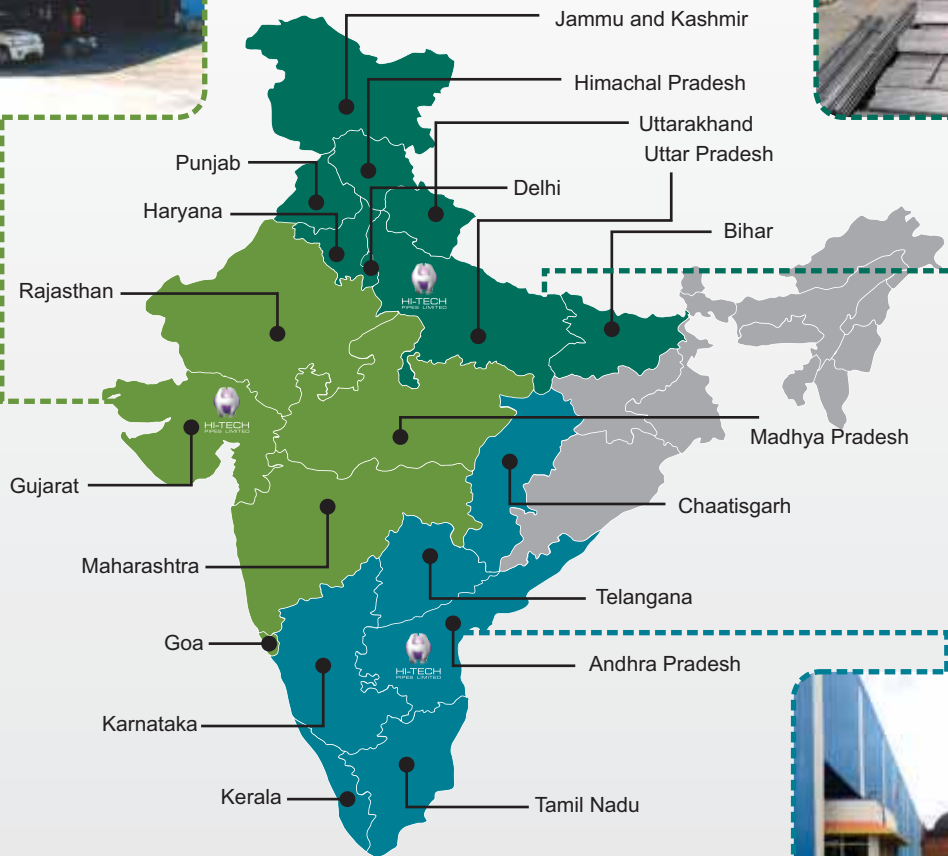 Jammu and Kashmir
Himachal Pradesh
Uttarakhand
Uttar Pradesh
Punjab
Delhi
Haryana
Bihar
HI-TECH
PIPES LIMITED
Rajasthan
HI-TECH
PIPES LIMITED
Madhya Pradesh
Gujarat
Chaatisgarh
Maharashtra
Telangana
Goa
HI-TECH
PIPES LIMITED
Andhra Pradesh
Karnataka
Kerala
Tamil Nadu